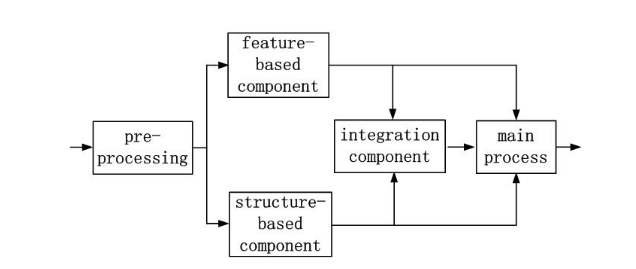 feature-
based
component
pre-
processing
integration
component
main
process
structure-
based
component